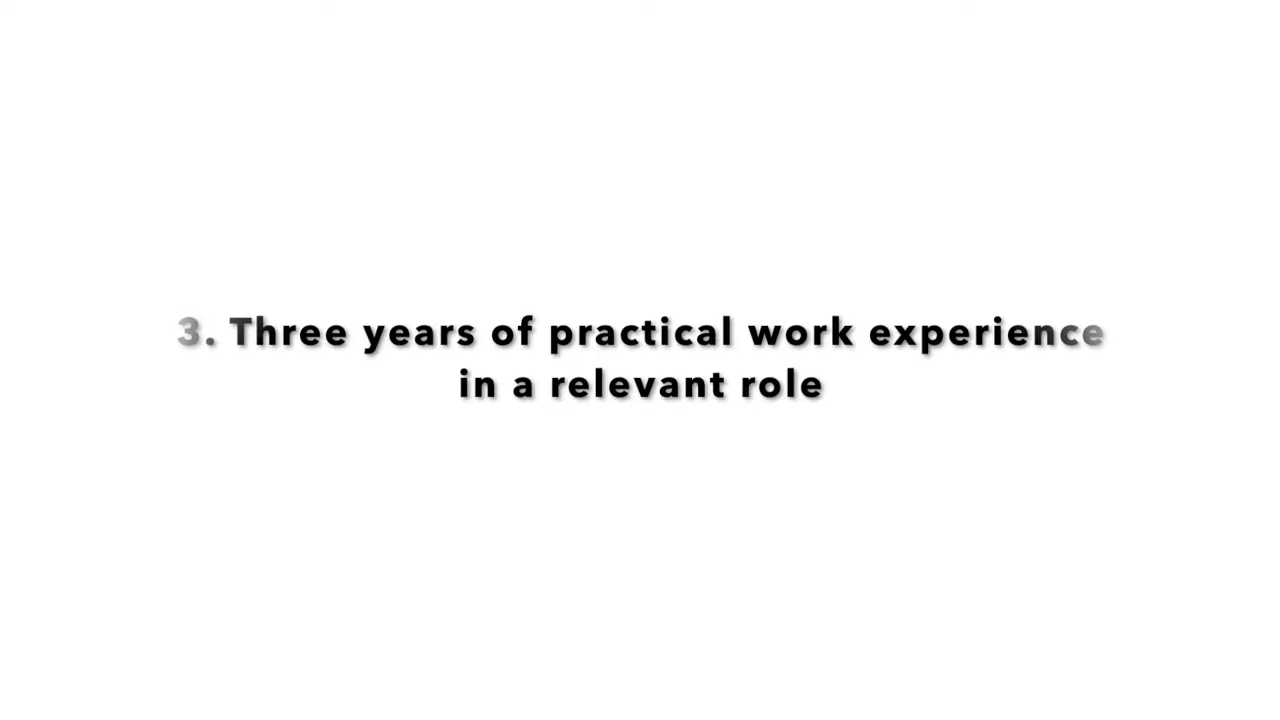 3. Three years of practical work experience
in a relevant role